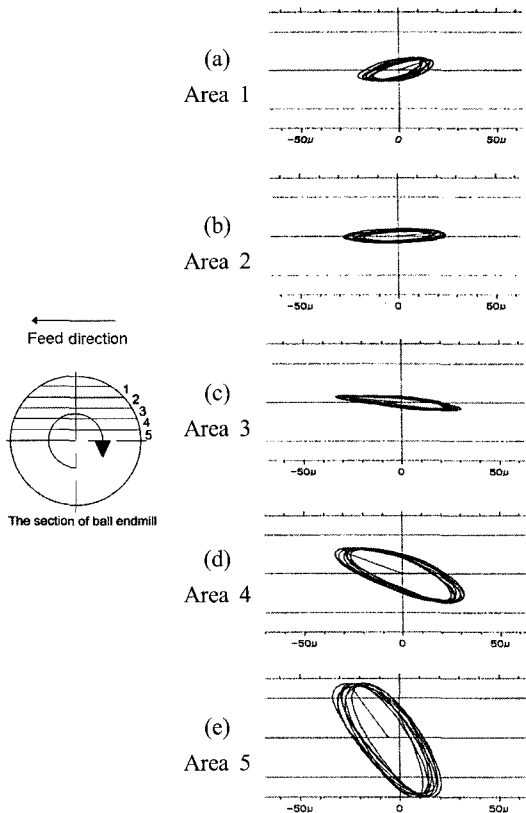 (a)
Area 1
-50μ
0
50μ
(b)
Area 2
-50μ
0
50μ
Feed direction
1
2
3
4
5
The section of ball endmill
(c)
Area 3
-50μ
0
50μ
(d)
Area 4
-50μ
0
50μ
(e)
Area 5
-50μ
0
50μ